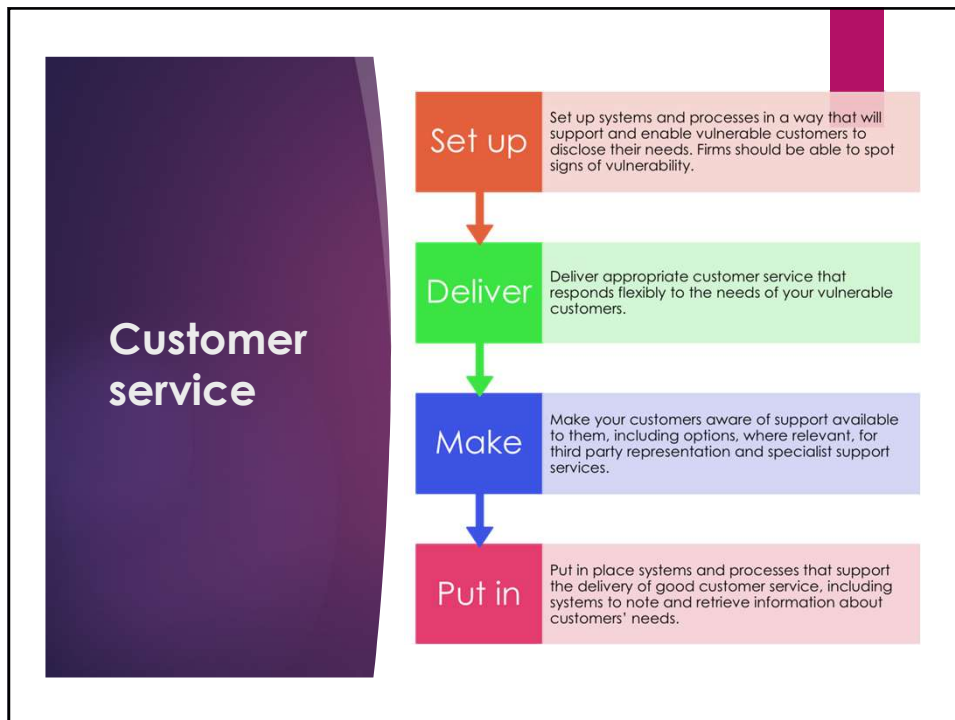 Customer
service
Set up
Set up systems and processes in a way that will
support and enable vulnerable customers to
disclose their needs. Firms should be able to spot
signs of vulnerability.
Deliver
Deliver appropriate customer service that
responds flexibly to the needs of your vulnerable
customers.
Make
Make your customers aware of support available
to them, including options, where relevant, for
third party representation and specialist support
services.
Put in
Put in place systems and processes that support
the delivery of good customer service, including
systems to note and retrieve information about
customers’ needs.